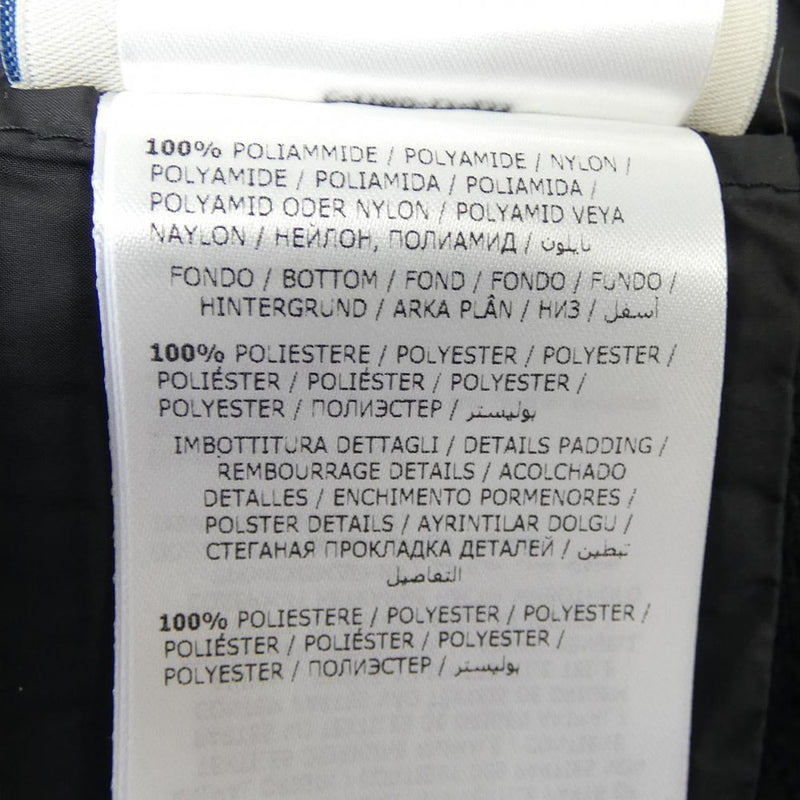 100% POLIAMMIDE / POLYAMIDE / NYLON /
POLYAMIDE / POLIAMIDA / POLIAMIDA /
POLYAMID ODER NYLON / POLYAMID VEYA
NAYLON / НЕЙЛОН, ПОЛИАМИД / نايلون
FONDO / BOTTOM / FOND / FONDO / FUNDO /
HINTERGRUND / ARKA PLÂN / НИЗ / أسفل
100% POLIESTERE / POLYESTER / POLYESTER /
POLIÉSTER / POLIÉSTER / POLYESTER /
POLYESTER / ПОЛИЭСТЕР / بوليستر
IMBOTTITURA DETTAGLI / DETAILS PADDING /
REMBOURRAGE DETAILS / ACOLCHADO
DETALLES / ENCHIMENTO PORMENORES /
POLSTER DETAILS / AYRINTILAR DOLGU /
СТЕГАНАЯ ПРОКЛАДКА ДЕТАЛЕЙ / تبطين
التفاصيل
100% POLIESTERE / POLYESTER / POLYESTER /
POLIÉSTER / POLIÉSTER / POLYESTER /
POLYESTER / ПОЛИЭСТЕР / بوليستر